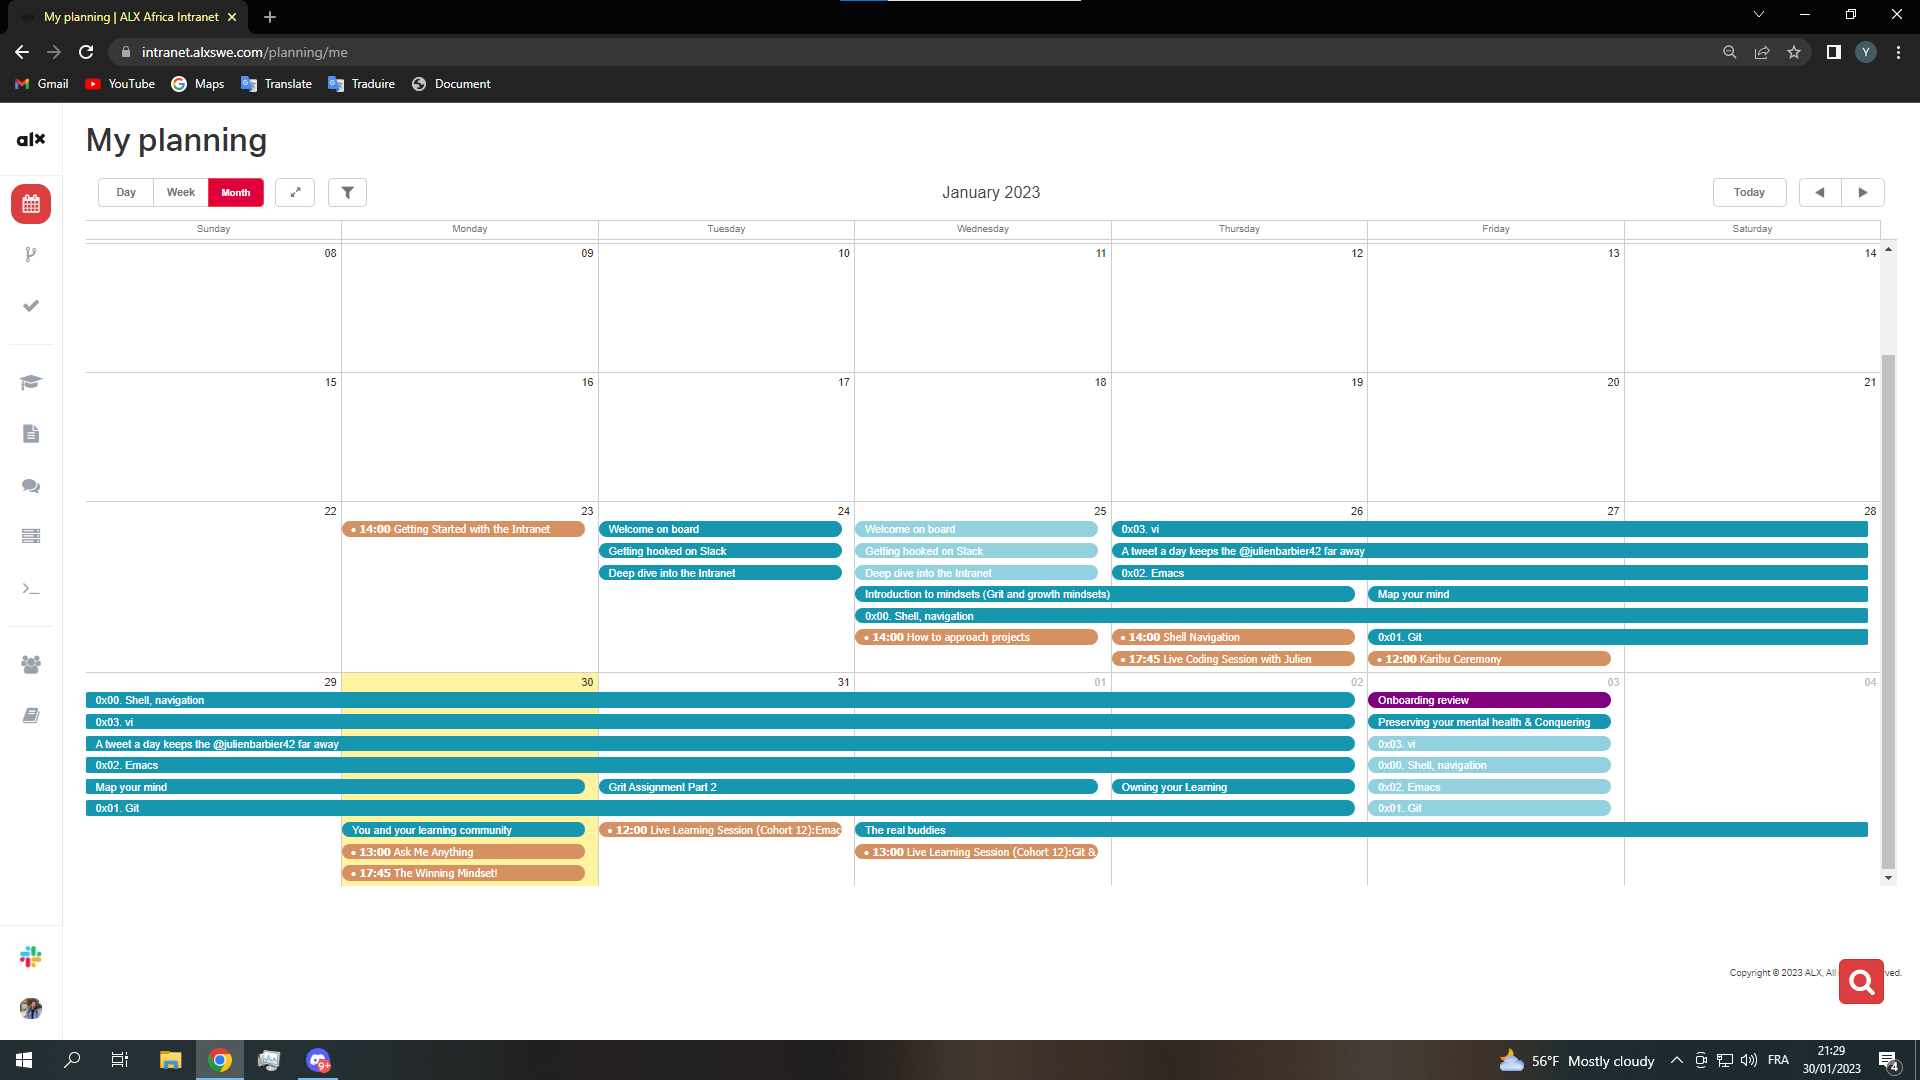 My planning | ALX Africa Intranet
intranet.alxswe.com/planning/me
Y
Gmail YouTube Maps Translate Traduire Document
alx
My planning
Day Week Month
January 2023
Today
Sunday Monday Tuesday Wednesday Thursday Friday Saturday
08 09 10 11 12 13 14
15 16 17 18 19 20 21
22 23 24 25 26 27 28
• 14:00 Getting Started with the Intranet Welcome on board Welcome on board 0x03. vi
Getting hooked on Slack Getting hooked on Slack A tweet a day keeps the @julienbarbier42 far away
Deep dive into the Intranet Deep dive into the Intranet 0x02. Emacs
Introduction to mindsets (Grit and growth mindsets) Map your mind
0x00. Shell, navigation
• 14:00 How to approach projects • 14:00 Shell Navigation 0x01. Git
• 17:45 Live Coding Session with Julien • 12:00 Karibu Ceremony
29 30 31 01 02 03 04
0x00. Shell, navigation Onboarding review
0x03. vi Preserving your mental health & Conquering
A tweet a day keeps the @julienbarbier42 far away 0x03. vi
0x02. Emacs 0x00. Shell, navigation
Map your mind Grit Assignment Part 2 Owning your Learning 0x02. Emacs
0x01. Git 0x01. Git
You and your learning community • 12:00 Live Learning Session (Cohort 12):Emac The real buddies
• 13:00 Ask Me Anything • 13:00 Live Learning Session (Cohort 12):Git &
• 17:45 The Winning Mindset!
Copyright © 2023 ALX, All rved.
9+
56°F Mostly cloudy FRA 21:29
30/01/2023 4